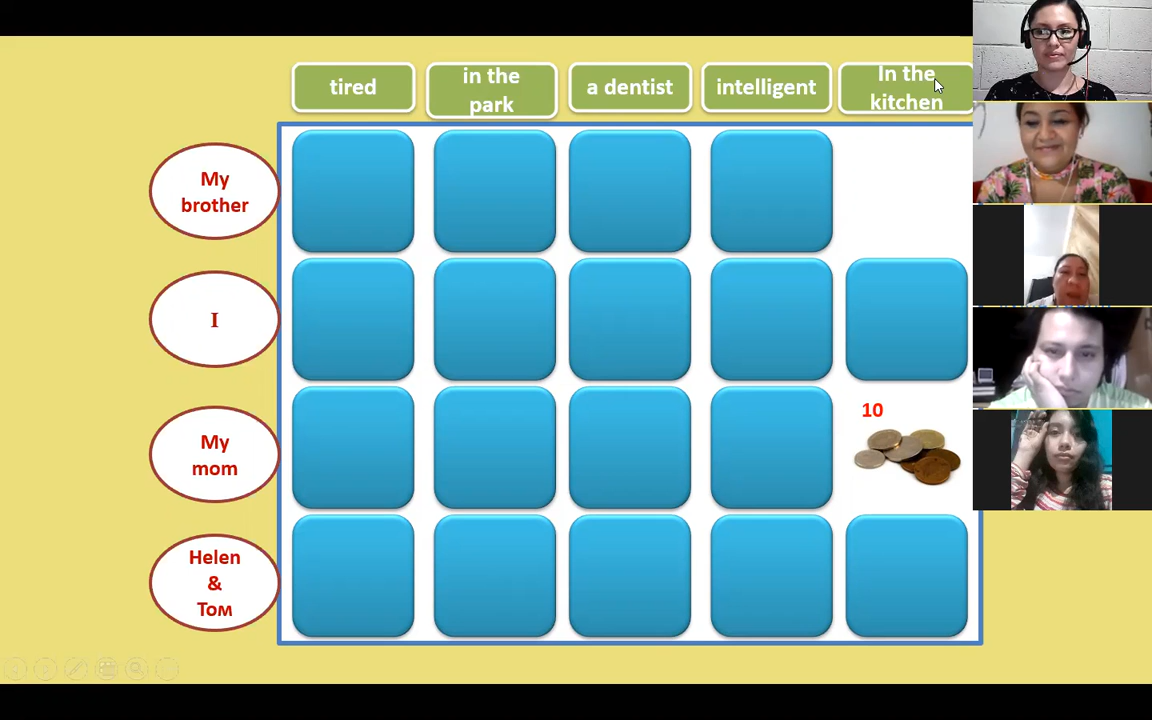 tired
in the
park
a dentist
intelligent
In the
kitchen
My
brother
I
My
mom
10
Helen
&
Tom